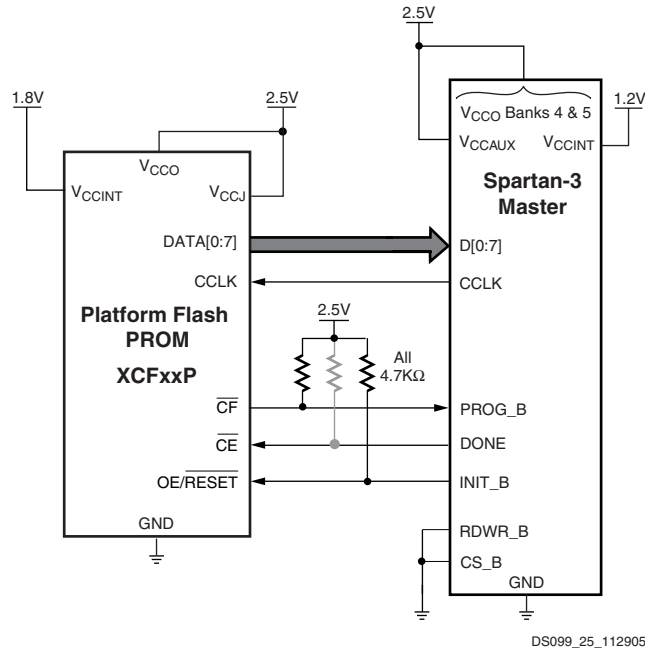 2.5V
1.8V
2.5V
1.2V
VCCO Banks 4 & 5
VCCAUX
VCCINT
Spartan-3
Master
VCCO
VCCINT
VCCJ
DATA[0:7]
D[0:7]
CCLK
CCLK
Platform Flash
PROM
XCFxxP
2.5V
All
4.7KΩ
CF
PROG_B
CE
DONE
OE/RESET
INIT_B
GND
RDWR_B
CS_B
GND
DS099_25_112905